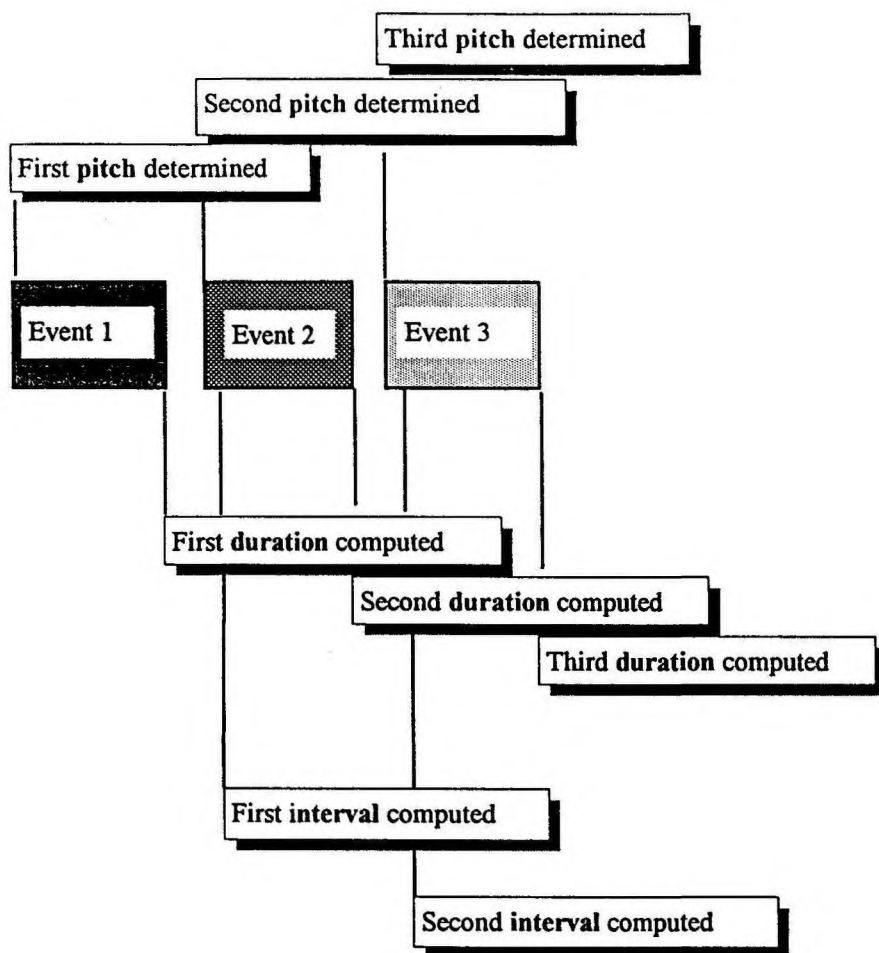 Third pitch determined
Second pitch determined
First pitch determined
Event 1
Event 2
Event 3
First duration computed
Second duration computed
Third duration computed
First interval computed
Second interval computed